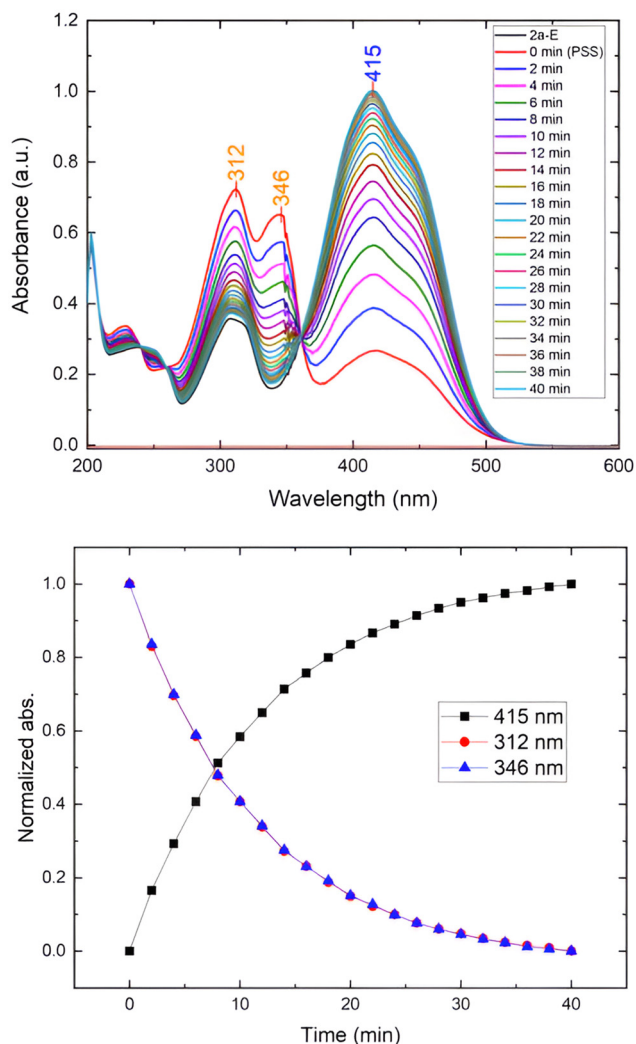 1.2
1.0
0.8
0.6
0.4
0.2
0.0
Absorbance (a.u.)
312
346
415
2a-E
0 min (PSS)
2 min
4 min
6 min
8 min
10 min
12 min
14 min
16 min
18 min
20 min
22 min
24 min
26 min
28 min
30 min
32 min
34 min
36 min
38 min
40 min
200 300 400 500 600
Wavelength (nm)
1.0
0.8
0.6
0.4
0.2
0.0
Normalized abs.
415 nm
312 nm
346 nm
0 10 20 30 40
Time (min)